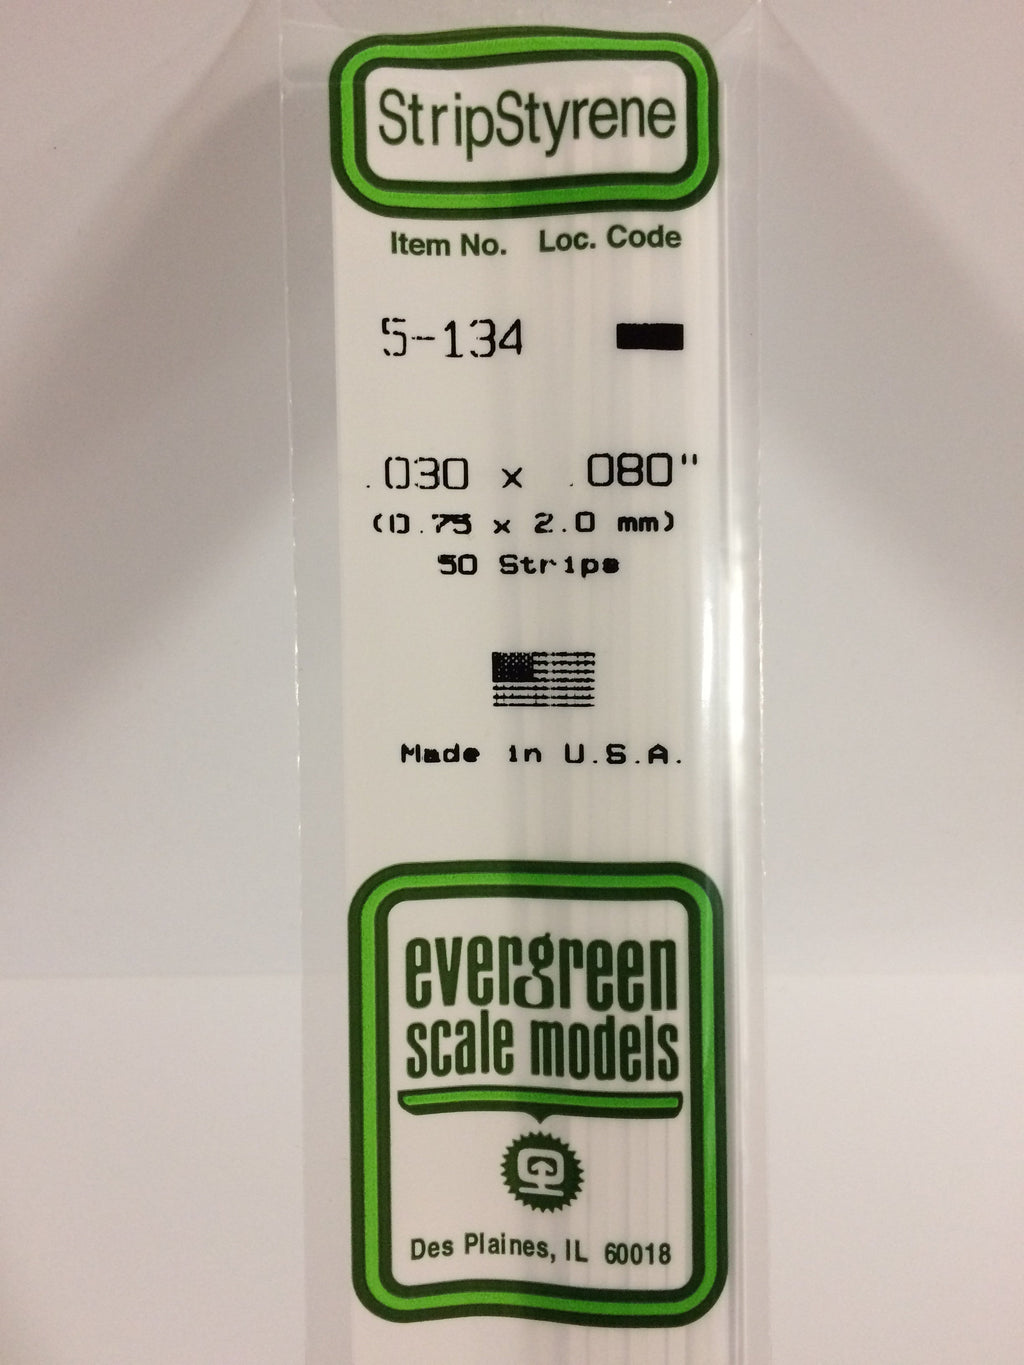 StripStyrene
Item No. Loc. Code
5-134
.030 x .080"
(0.75 x 2.0 mm)
50 Strips
Made in U.S.A.
evergreen
scale models
Des Plaines, IL 60018